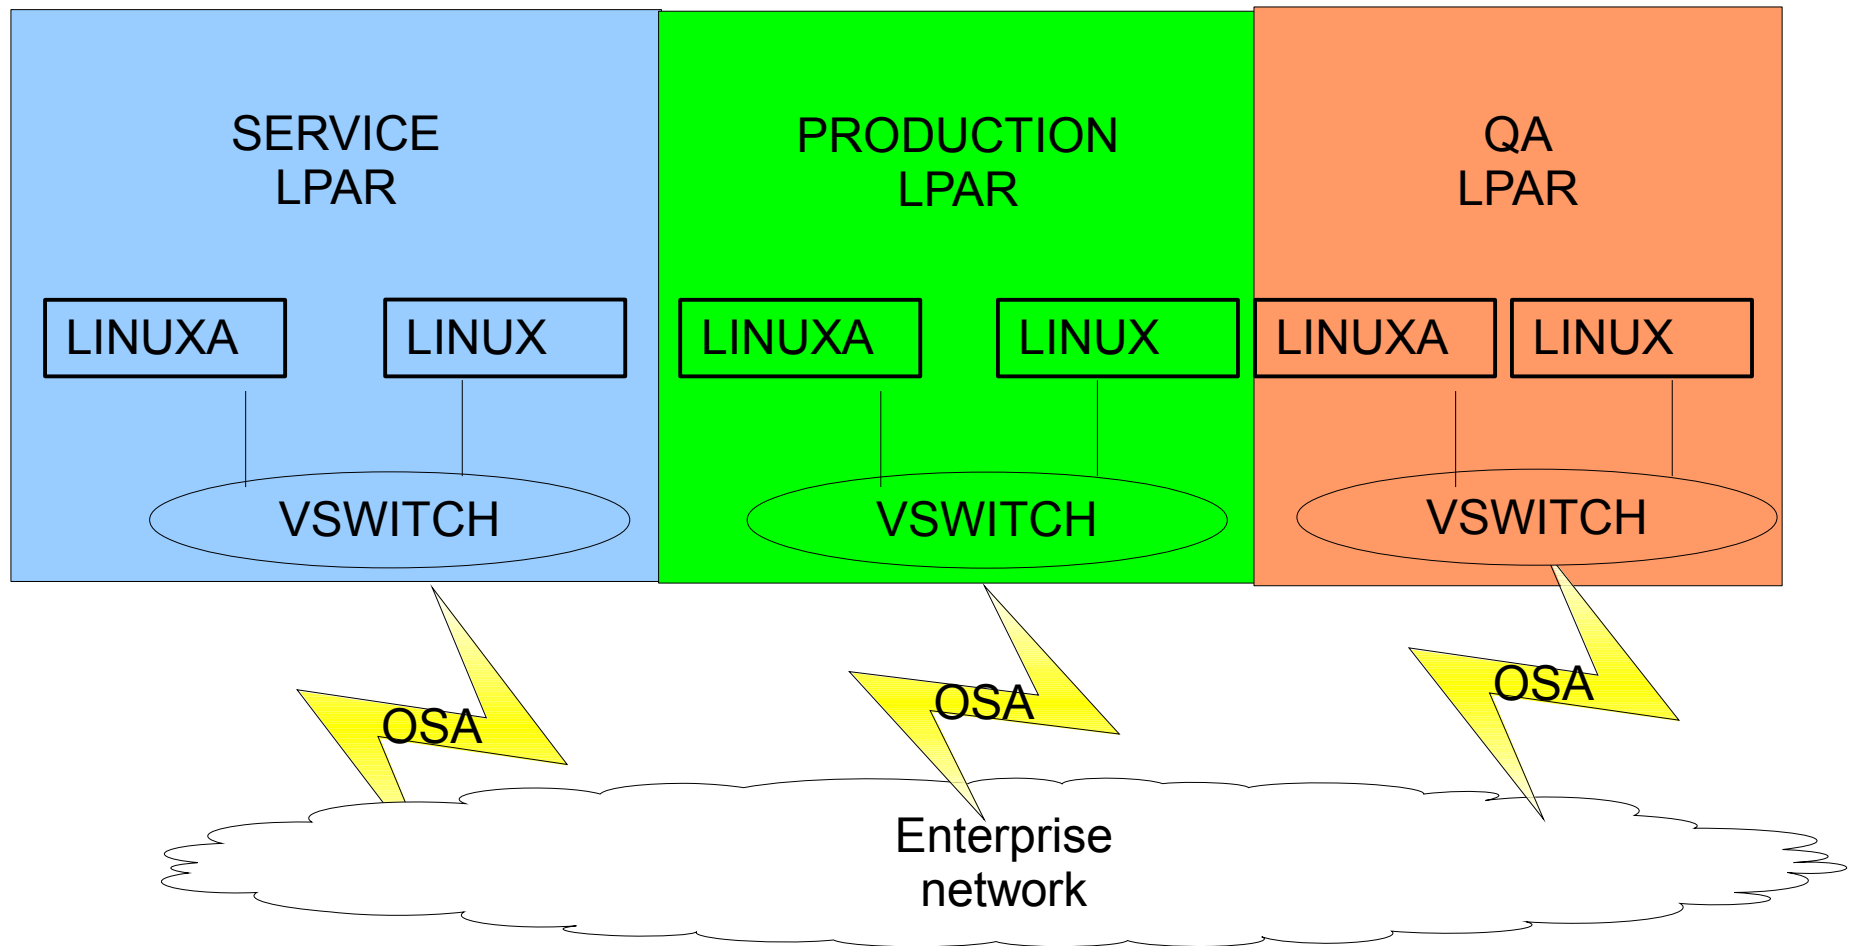 SERVICE
LPAR
PRODUCTION
LPAR
QA
LPAR
LINUXA
LINUX
LINUXA
LINUX
LINUXA
LINUX
VSWITCH
VSWITCH
VSWITCH
OSA
OSA
OSA
Enterprise
network